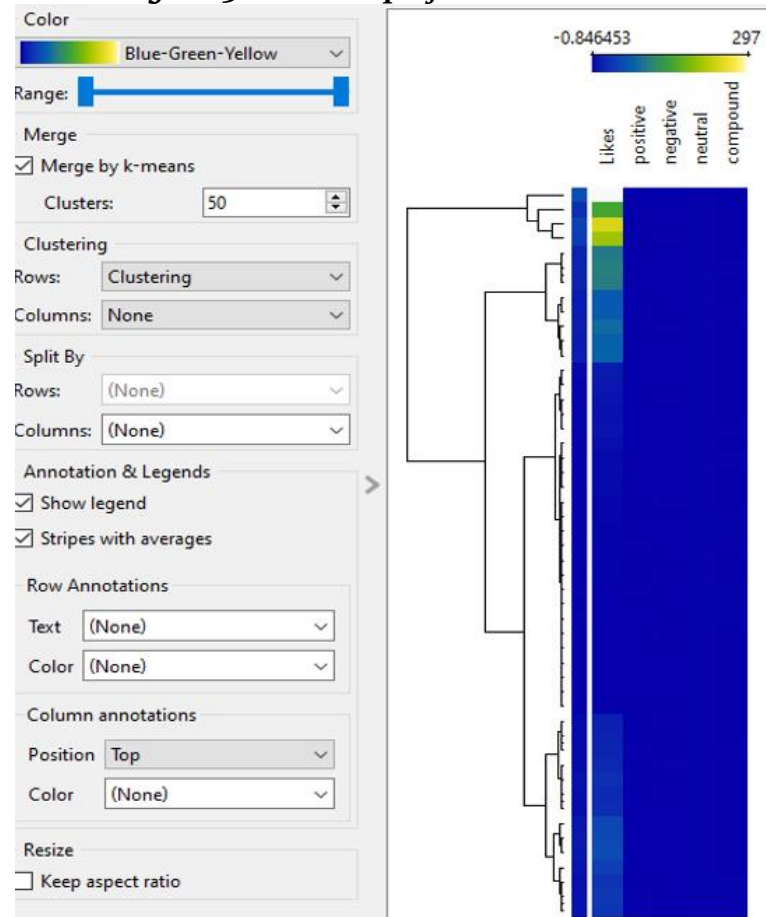 Color
Blue-Green-Yellow
Range:
Merge
Merge by k-means
Clusters: 50
Clustering
Rows: Clustering
Columns: None
Split By
Rows: (None)
Columns: (None)
Annotation & Legends
Show legend
Stripes with averages
Row Annotations
Text (None)
Color (None)
Column annotations
Position Top
Color (None)
Resize
Keep aspect ratio
>
-0.846453 297
Likes
positive
negative
neutral
compound